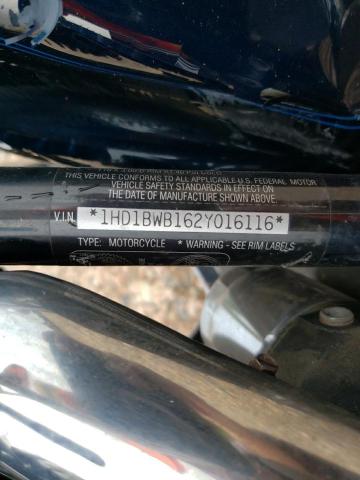 THIS VEHICLE CONFORMS TO ALL APPLICABLE U.S. FEDERAL MOTOR
VEHICLE SAFETY STANDARDS IN EFFECT ON
THE DATE OF MANUFACTURE SHOWN ABOVE.
VIN *1HD1BWB162Y016116*
TYPE: MOTORCYCLE *WARNING - SEE RIM LABELS